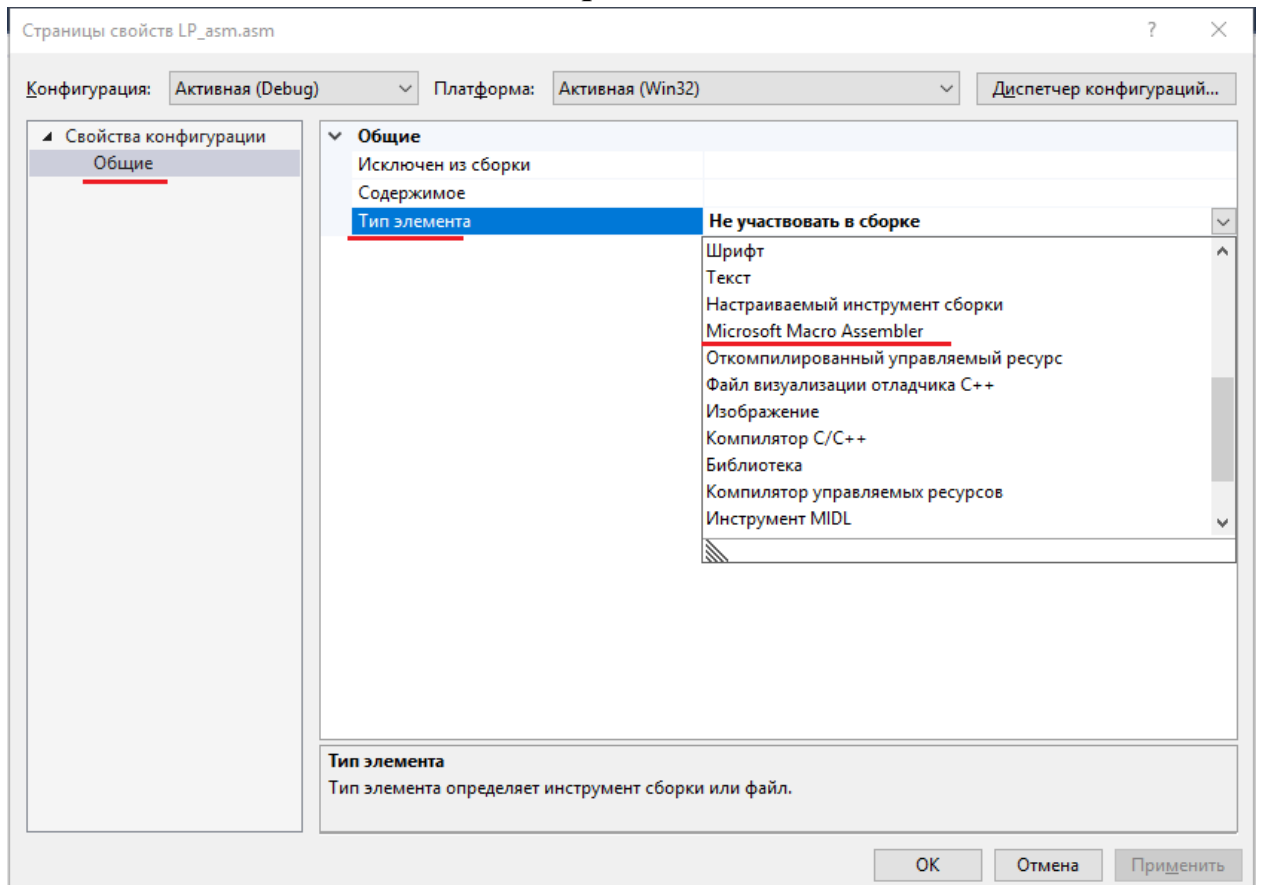 Страницы свойств LP_asm.asm ?
Конфигурация: Активная (Debug) Платформа: Активная (Win32) Диспетчер конфигураций...
Свойства конфигурации
Общие
Общие
Исключен из сборки
Содержимое
Тип элемента Не участвовать в сборке
Шрифт
Текст
Настраиваемый инструмент сборки
Microsoft Macro Assembler
Откомпилированный управляемый ресурс
Файл визуализации отладчика C++
Изображение
Компилятор C/C++
Библиотека
Компилятор управляемых ресурсов
Инструмент MIDL
Тип элемента
Тип элемента определяет инструмент сборки или файл.
ОК Отмена Применить